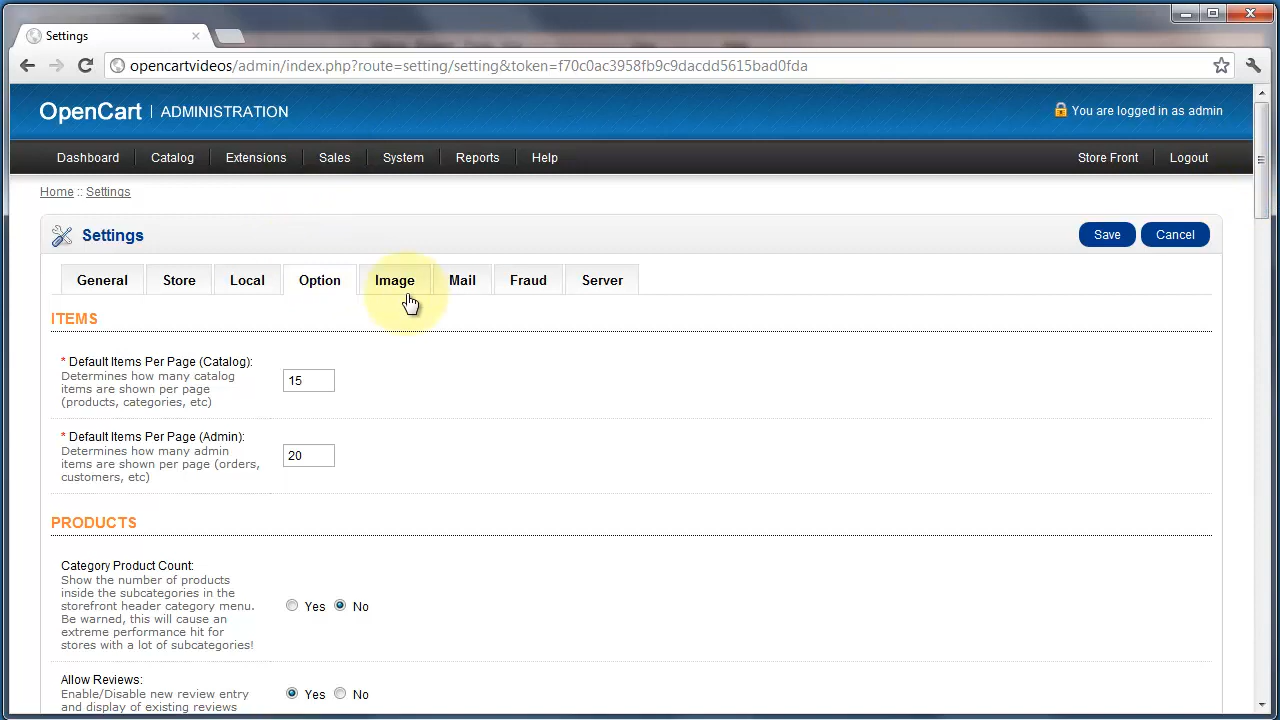 Settings
opencartvideos/admin/index.php?route=setting/setting&token=f70c0ac3958fb9c9dacdd5615bad0fda
OpenCart | ADMINISTRATION
You are logged in as admin
Dashboard Catalog Extensions Sales System Reports Help Store Front Logout
Home :: Settings
Settings
Save Cancel
General Store Local Option Image Mail Fraud Server
ITEMS
* Default Items Per Page (Catalog):
Determines how many catalog
items are shown per page
(products, categories, etc)
15
* Default Items Per Page (Admin):
Determines how many admin
items are shown per page (orders,
customers, etc)
20
PRODUCTS
Category Product Count:
Show the number of products
inside the subcategories in the
storefront header category menu.
Be warned, this will cause an
extreme performance hit for
stores with a lot of subcategories!
Yes No
Allow Reviews:
Enable/Disable new review entry
and display of existing reviews
Yes No